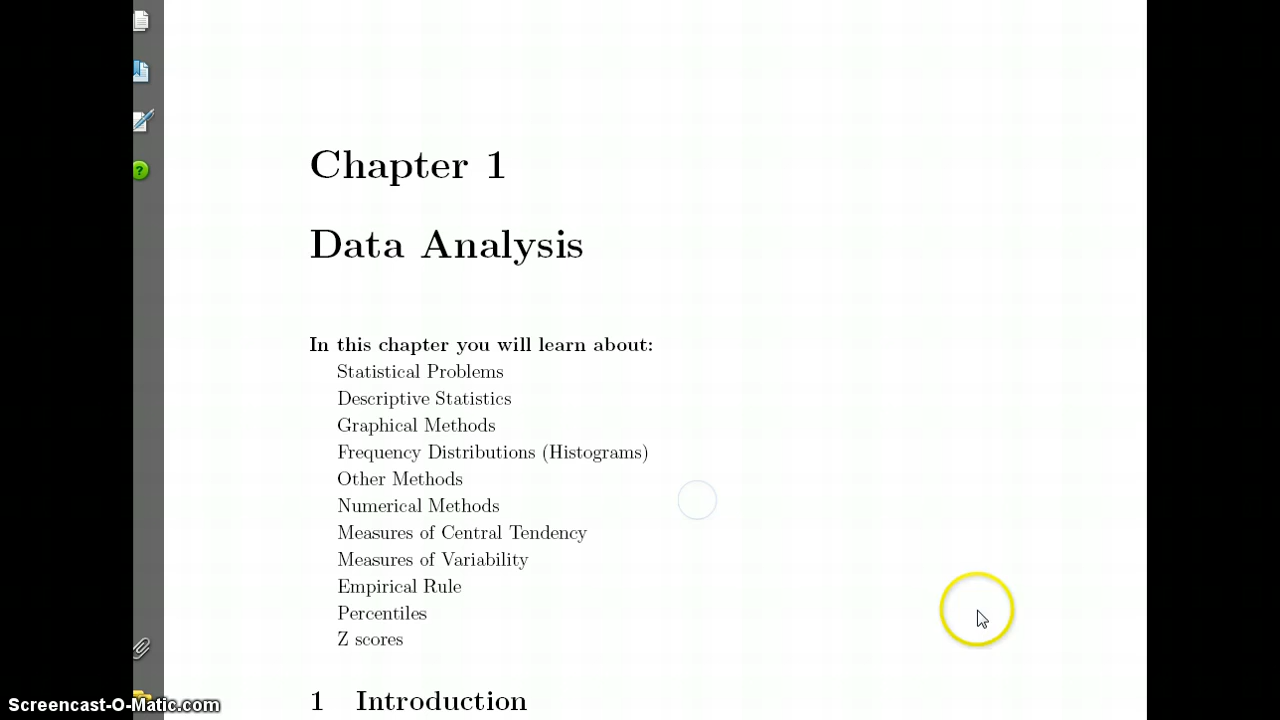 Chapter 1
Data Analysis
In this chapter you will learn about:
Statistical Problems
Descriptive Statistics
Graphical Methods
Frequency Distributions (Histograms)
Other Methods
Numerical Methods
Measures of Central Tendency
Measures of Variability
Empirical Rule
Percentiles
Z scores
1 Introduction
Screencast-O-Matic.com